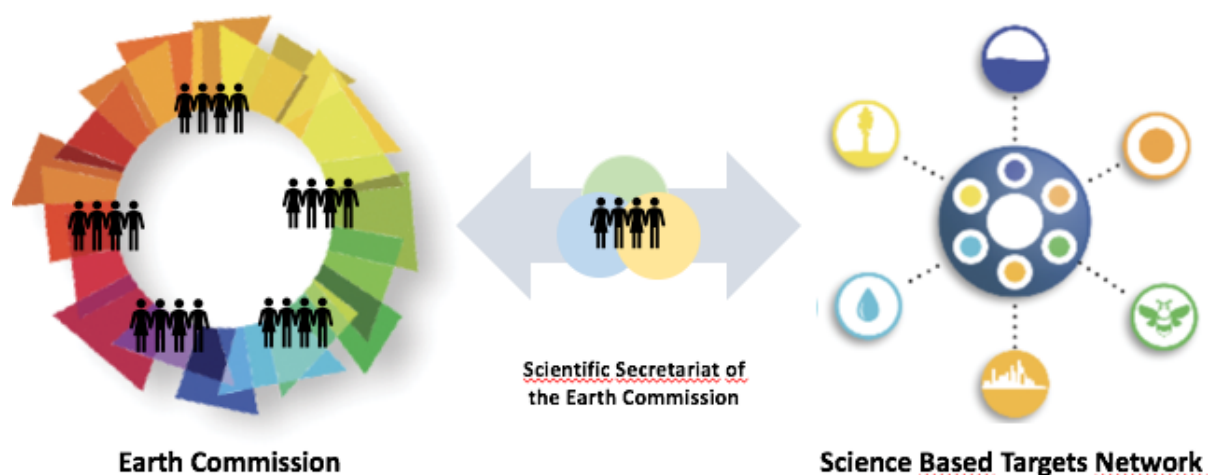 Scientific Secretariat of
the Earth Commission
Earth Commission
Science Based Targets Network